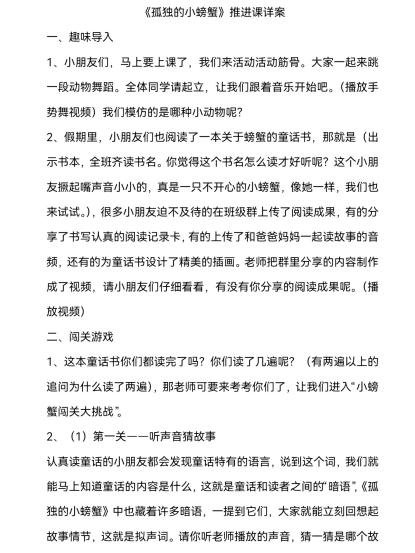 《孤独的小螃蟹》推进课详案
一、趣味导入
1、小朋友们，马上要上课了，我们来活动活动筋骨。大家一起来跳
一段动物舞蹈。全体同学请起立，让我们跟着音乐开始吧。（播放手
势舞视频）我们模仿的是哪种小动物呢？
2、假期里，小朋友们也阅读了一本关于螃蟹的童话书，那就是（出
示书本，全班齐读书名。你觉得这个书名怎么读才好听呢？这个小朋
友撅起嘴声音小小的，真是一只不开心的小螃蟹，像她一样，我们也
来试试。），很多小朋友迫不及待的在班级群上传了阅读成果，有的分
享了书写认真的阅读记录卡，有的上传了和爸爸妈妈一起读故事的音
频，还有的为童话书设计了精美的插画。老师把群里分享的内容制作
成了视频，请小朋友们仔细看看，有没有你分享的阅读成果呢。（播
放视频）
二、闯关游戏
1、这本童话书你们都读完了吗？你们读了几遍呢？（有两遍以上的
追问为什么读了两遍），那老师可要来考考你们了，让我们进入“小螃
蟹闯关大挑战”。
2、（1）第一关——听声音猜故事
认真读童话的小朋友都会发现童话特有的语言，说到这个词，我们就
能马上知道童话的内容是什么，这就是童话和读者之间的“暗语”，《孤
独的小螃蟹》中也藏着许多暗语，一提到它们，大家就能立刻回想起
故事情节，这就是拟声词。请你听老师播放的声音，猜一猜是哪个故